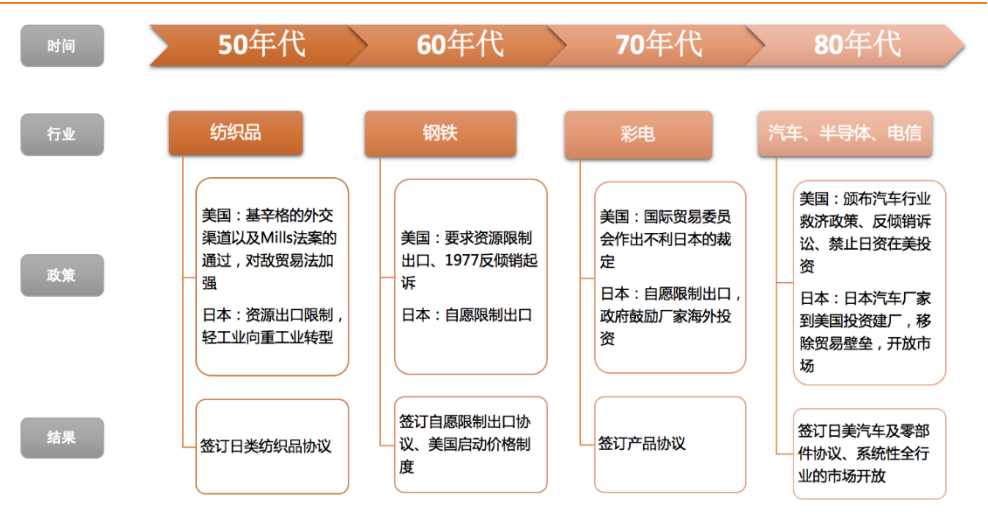 时间
50年代
60年代
70年代
80年代
行业
纺织品
钢铁
彩电
汽车、半导体、电信
政策
美国：基辛格的外交
渠道以及Mills法案的
通过，对敌贸易法加
强
日本：资源出口限制，
轻工业向重工业转型
美国：要求资源限制
出口、1977反倾销起
诉
日本：自愿限制出口
美国：国际贸易委员
会作出不利日本的裁
定
日本：自愿限制出口，
政府鼓励厂家海外投
资
美国：颁布汽车行业
救济政策、反倾销诉
讼、禁止日资在美投
资
日本：日本汽车厂家
到美国投资建厂，移
除贸易壁垒，开放市
场
结果
签订日类纺织品协议
签订自愿限制出口协
议、美国启动价格制
度
签订产品协议
签订日美汽车及零部
件协议、系统性全行
业的市场开放